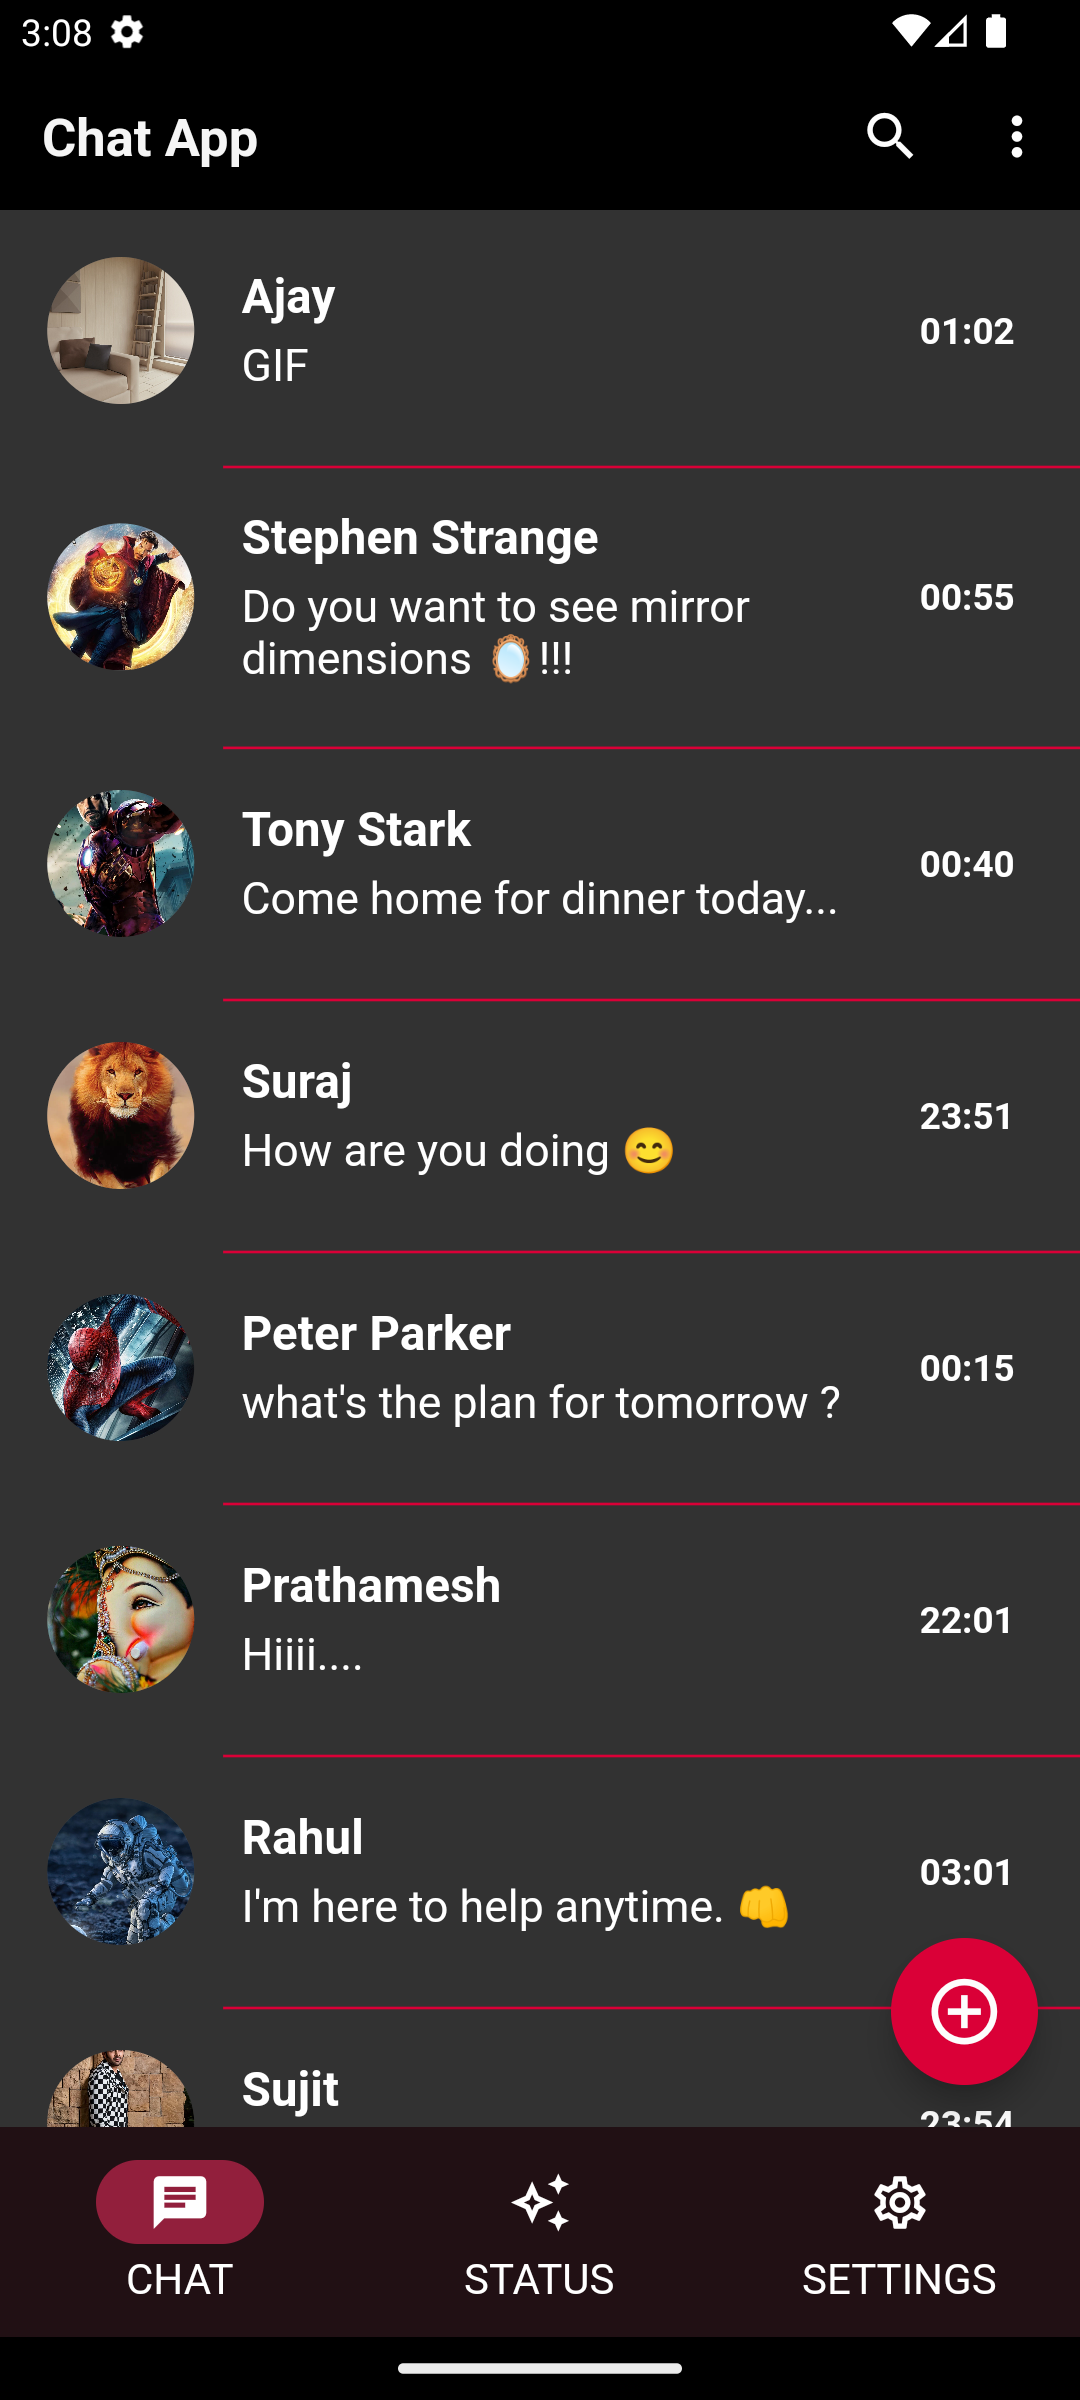 3:08
Chat App
Ajay
GIF
01:02
Stephen Strange
Do you want to see mirror
dimensions 🪞!!!
00:55
Tony Stark
Come home for dinner today...
00:40
Suraj
How are you doing 😊
23:51
Peter Parker
what's the plan for tomorrow ?
00:15
Prathamesh
Hiiii....
22:01
Rahul
I'm here to help anytime. 👊
03:01
Sujit
23:54
CHAT
STATUS
SETTINGS